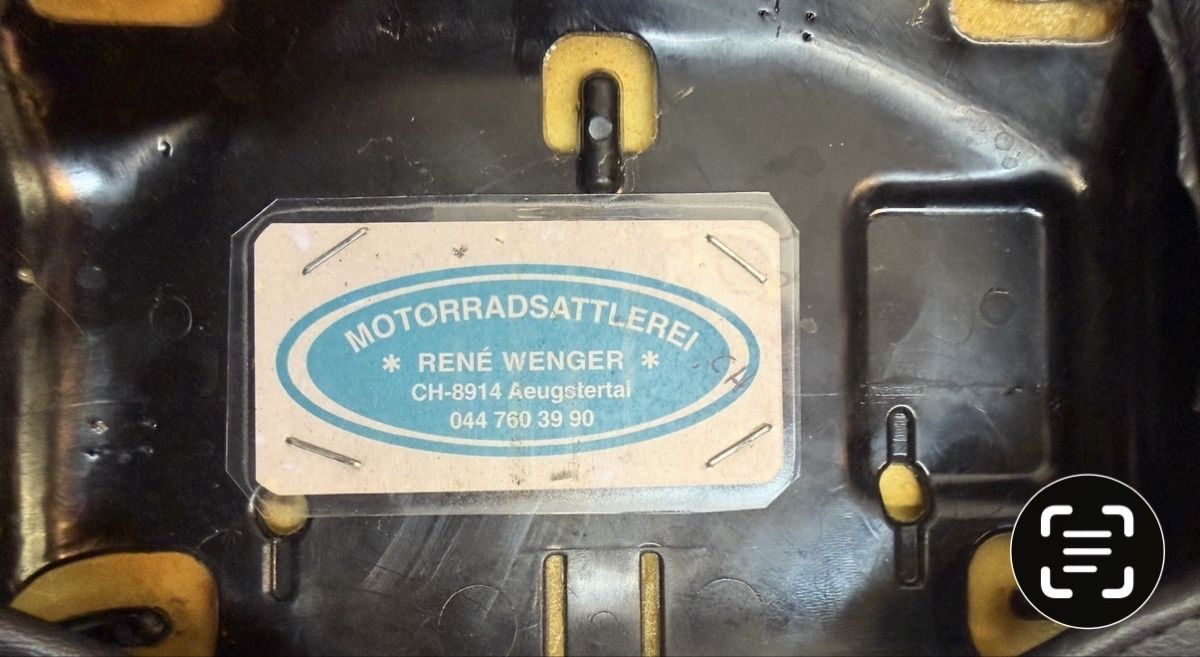 MOTORRADSATTLEREI
* RENÉ WENGER *
CH-8914 Aeugstertal
044 760 39 90